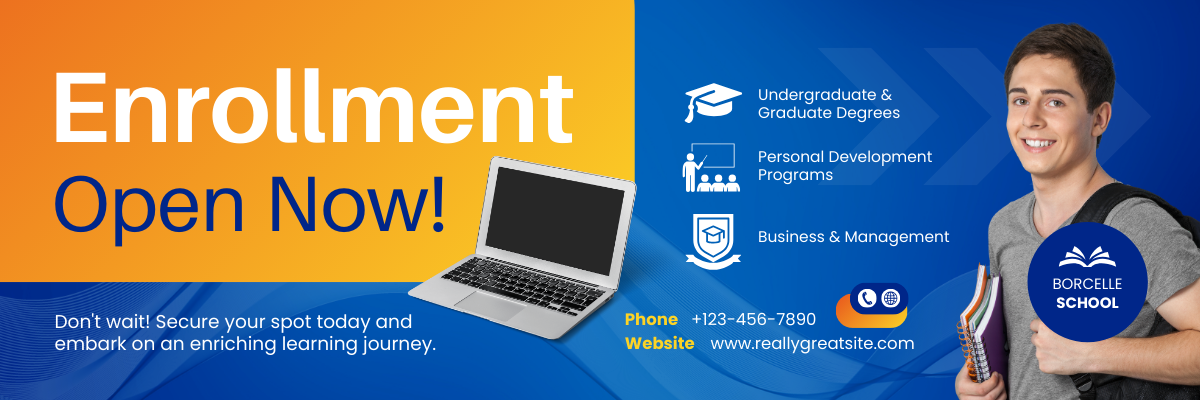 Enrollment
Open Now!
Don't wait! Secure your spot today and
embark on an enriching learning journey.
Undergraduate &
Graduate Degrees
Personal Development
Programs
Business & Management
Phone +123-456-7890
Website www.reallygreatsite.com
BORCELLE
SCHOOL